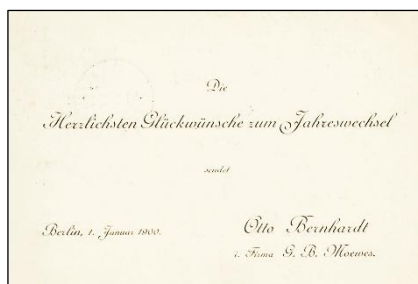 Die
Herzlichsten Glückwünsche zum Jahreswechsel
sendet
Berlin, 1. Januar 1900.
Otto Bernhardt
i. Firma G. B. Moewes.